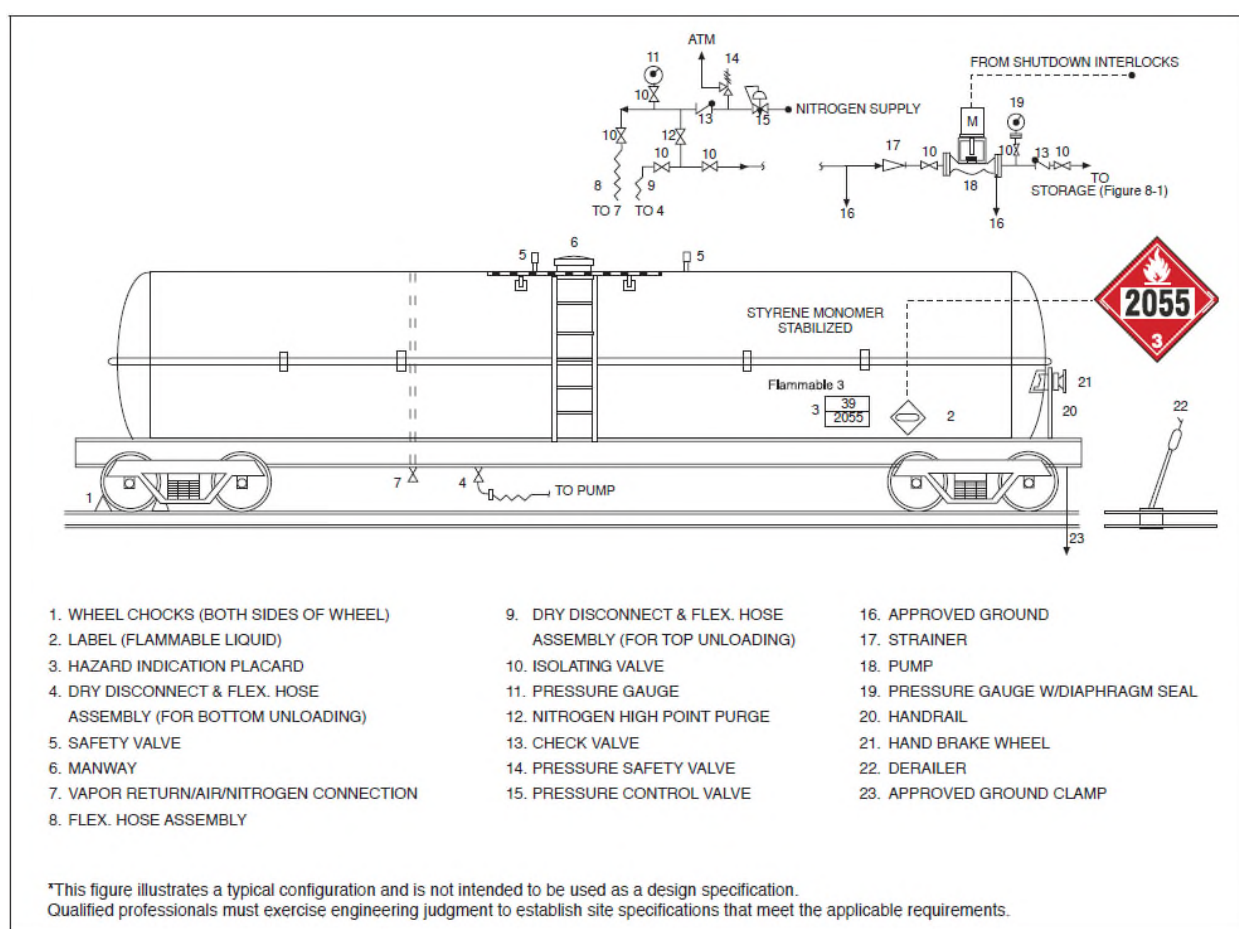 ATM
14
11
FROM SHUTDOWN INTERLOCKS
10
NITROGEN SUPPLY
13
15
M
19
10
12
10
10
17
10
10
13
10
8
9
18
TO
STORAGE (Figure 8-1)
TO 7
TO 4
16
16
5
6
5
2055
3
STYRENE MONOMER
STABILIZED
Flammable 3
3
39
2055
2
21
20
22
1
7
4
TO PUMP
23
1. WHEEL CHOCKS (BOTH SIDES OF WHEEL)
2. LABEL (FLAMMABLE LIQUID)
3. HAZARD INDICATION PLACARD
4. DRY DISCONNECT & FLEX. HOSE
ASSEMBLY (FOR BOTTOM UNLOADING)
5. SAFETY VALVE
6. MANWAY
7. VAPOR RETURN/AIR/NITROGEN CONNECTION
8. FLEX. HOSE ASSEMBLY
9. DRY DISCONNECT & FLEX. HOSE
ASSEMBLY (FOR TOP UNLOADING)
10. ISOLATING VALVE
11. PRESSURE GAUGE
12. NITROGEN HIGH POINT PURGE
13. CHECK VALVE
14. PRESSURE SAFETY VALVE
15. PRESSURE CONTROL VALVE
16. APPROVED GROUND
17. STRAINER
18. PUMP
19. PRESSURE GAUGE W/DIAPHRAGM SEAL
20. HANDRAIL
21. HAND BRAKE WHEEL
22. DERAILER
23. APPROVED GROUND CLAMP
*This figure illustrates a typical configuration and is not intended to be used as a design specification.
Qualified professionals must exercise engineering judgment to establish site specifications that meet the applicable requirements.